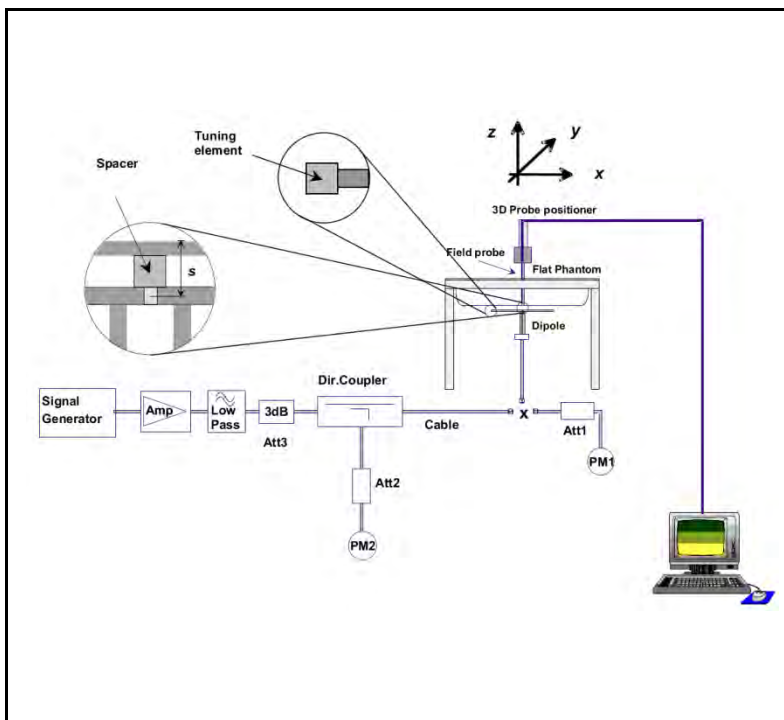 Tuning
element
Spacer
s
z
y
x
3D Probe positioner
Field probe
Flat Phantom
Dipole
Dir.Coupler
Signal
Generator
Amp
Low
Pass
3dB
Att3
Cable
x
Att1
PM1
Att2
PM2